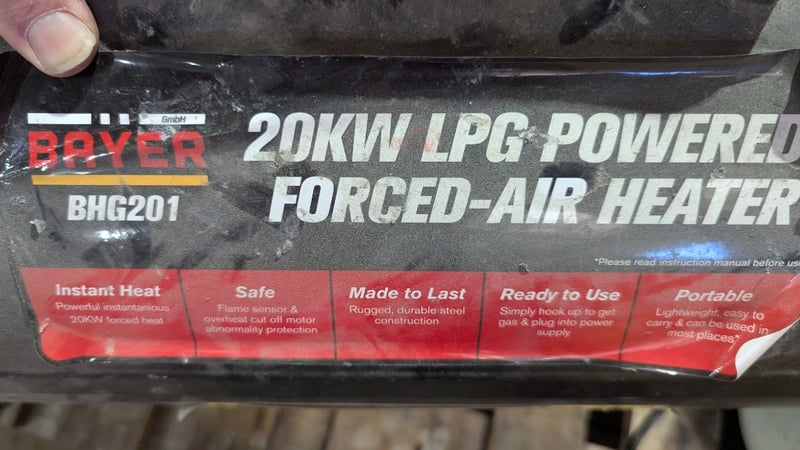 GmbH
BAYER
BHG201
20KW LPG POWERED
FORCED-AIR HEATER
*Please read instruction manual before
Instant Heat
Powerful instantanious
20KW forced heat
Safe
Flame sensor &
overheat cut off motor
abnormality protection
Made to Last
Rugged, durable steel
construction
Ready to Use
Simply hook up to get
gas & plug into power
supply
Portable
Lightweight, easy to
carry & can be used in
most places*